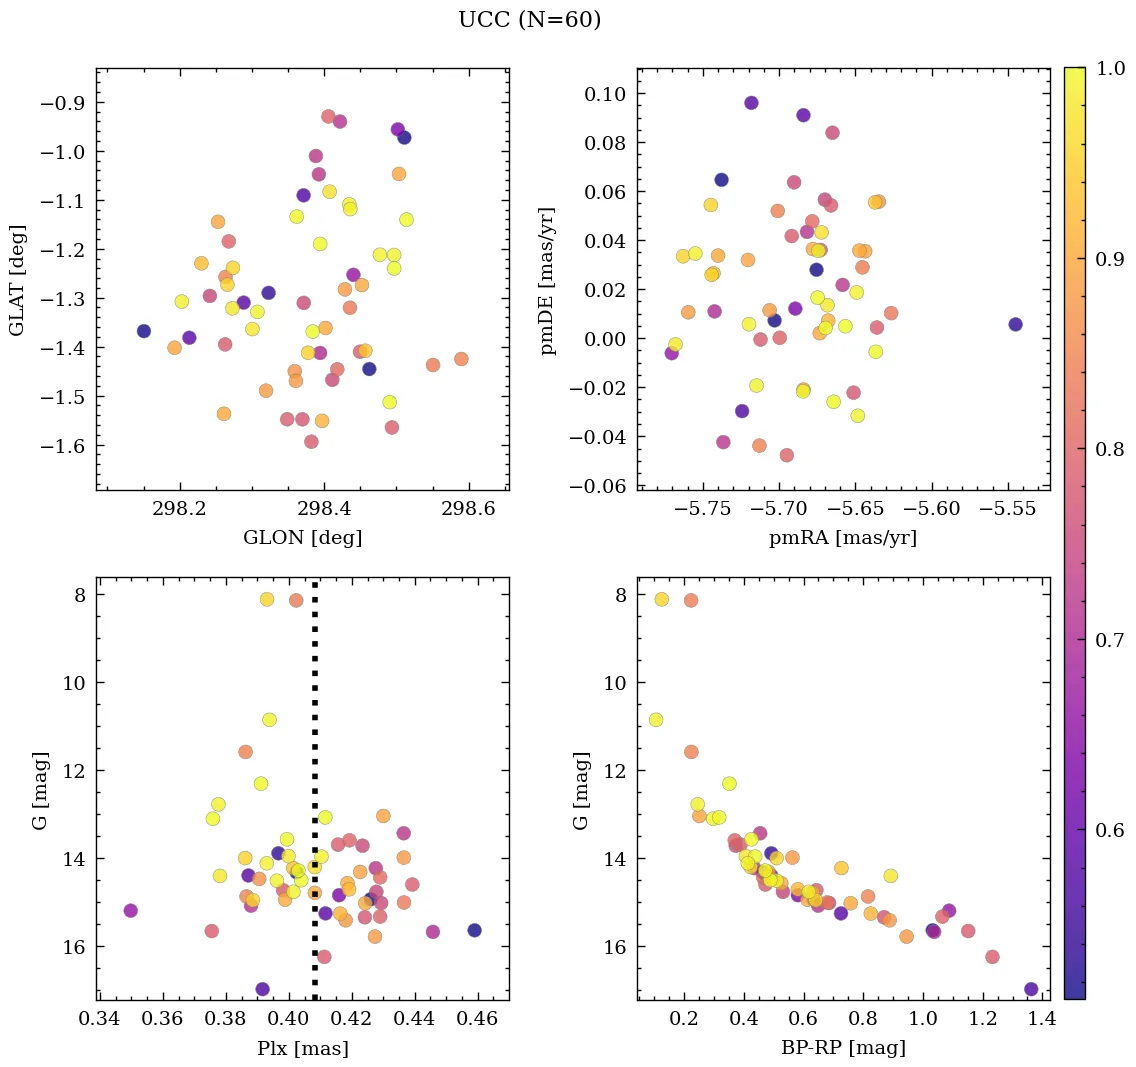 UCC (N=60)
−0.9
−1.0
−1.1
−1.2
−1.3
−1.4
−1.5
−1.6
GLAT [deg]
298.2 298.4 298.6
GLON [deg]
0.10
0.08
0.06
0.04
0.02
0.00
−0.02
−0.04
−0.06
pmDE [mas/yr]
−5.75 −5.70 −5.65 −5.60 −5.55
pmRA [mas/yr]
8
10
12
14
16
G [mag]
0.34 0.36 0.38 0.40 0.42 0.44 0.46
Plx [mas]
8
10
12
14
16
G [mag]
0.2 0.4 0.6 0.8 1.0 1.2 1.4
BP-RP [mag]
1.0
0.9
0.8
0.7
0.6